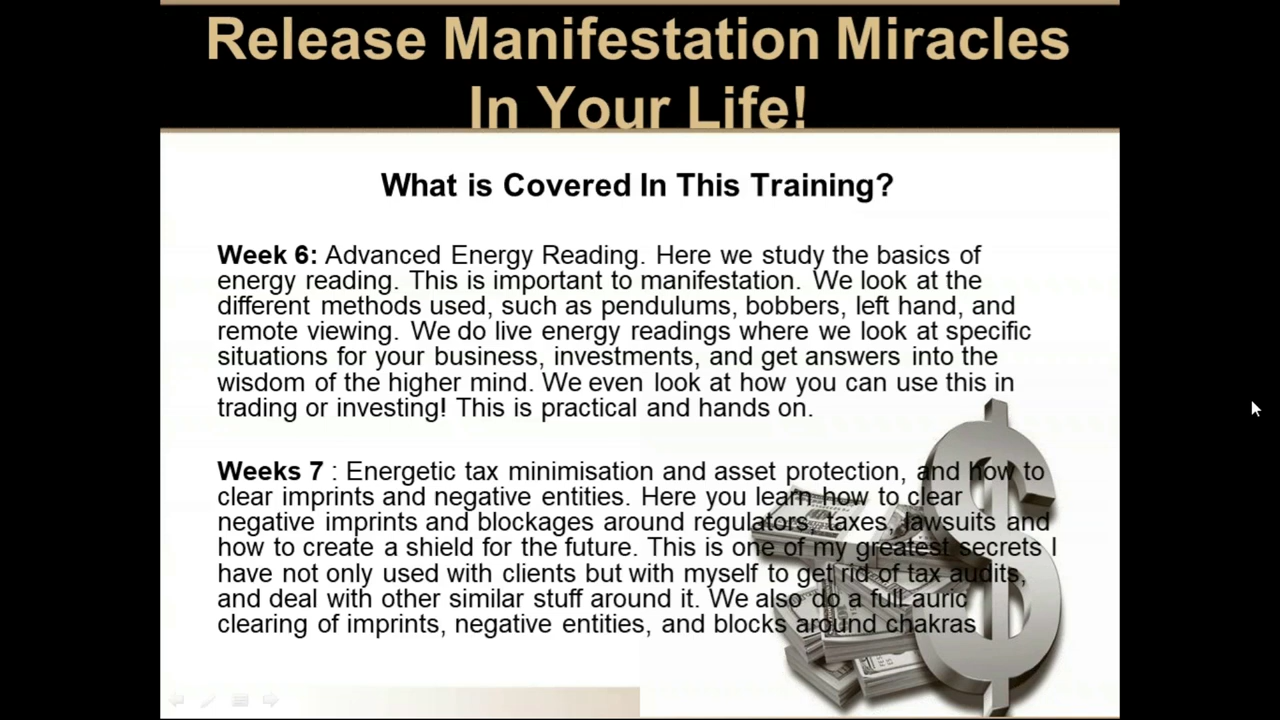 Release Manifestation Miracles
In Your Life!
What is Covered In This Training?
Week 6: Advanced Energy Reading. Here we study the basics of
energy reading. This is important to manifestation. We look at the
different methods used, such as pendulums, bobbers, left hand, and
remote viewing. We do live energy readings where we look at specific
situations for your business, investments, and get answers into the
wisdom of the higher mind. We even look at how you can use this in
trading or investing! This is practical and hands on.
Weeks 7 : Energetic tax minimisation and asset protection, and how to
clear imprints and negative entities. Here you learn how to clear
negative imprints and blockages around regulators, taxes, lawsuits and
how to create a shield for the future. This is one of my greatest secrets I
have not only used with clients but with myself to get rid of tax audits,
and deal with other similar stuff around it. We also do a full auric
clearing of imprints, negative entities, and blocks around chakras